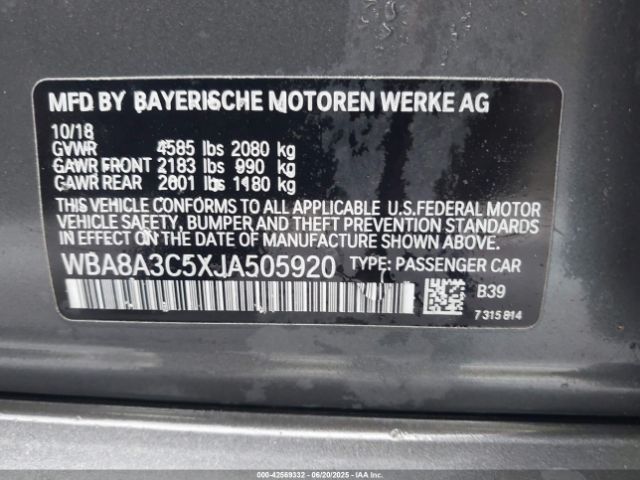 MFD BY BAYERISCHE MOTOREN WERKE AG
10/18
GVWR 4585 lbs 2080 kg
GAWR FRONT 2183 lbs 990 kg
GAWR REAR 2601 lbs 1180 kg
THIS VEHICLE CONFORMS TO ALL APPLICABLE U.S.FEDERAL MOTOR
VEHICLE SAFETY, BUMPER AND THEFT PREVENTION STANDARDS
IN EFFECT ON THE DATE OF MANUFACTURE SHOWN ABOVE.
WBA8A3C5XJA505920 TYPE: PASSENGER CAR
B39
7 315 814
000-42569332 | 06/20/2025 | IAAI.com